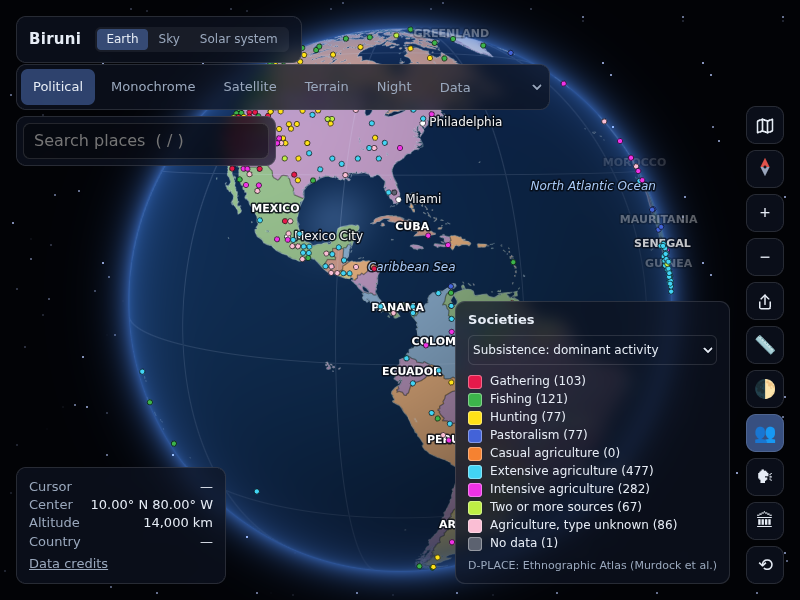 Biruni
Earth
Sky
Solar system
Political
Monochrome
Satellite
Terrain
Night
Data
Search places ( / )
GREENLAND
Philadelphia
MOROCCO
North Atlantic Ocean
Miami
MEXICO
MAURITANIA
CUBA
Mexico City
SENEGAL
GUINEA
Caribbean Sea
PANAMA
COLOM
ECUADOR
PERU
AR
Societies
Subsistence: dominant activity
Gathering (103)
Fishing (121)
Hunting (77)
Pastoralism (77)
Casual agriculture (0)
Extensive agriculture (477)
Intensive agriculture (282)
Two or more sources (67)
Agriculture, type unknown (86)
No data (1)
D-PLACE: Ethnographic Atlas (Murdock et al.)
Cursor —
Center 10.00° N 80.00° W
Altitude 14,000 km
Country —
Data credits